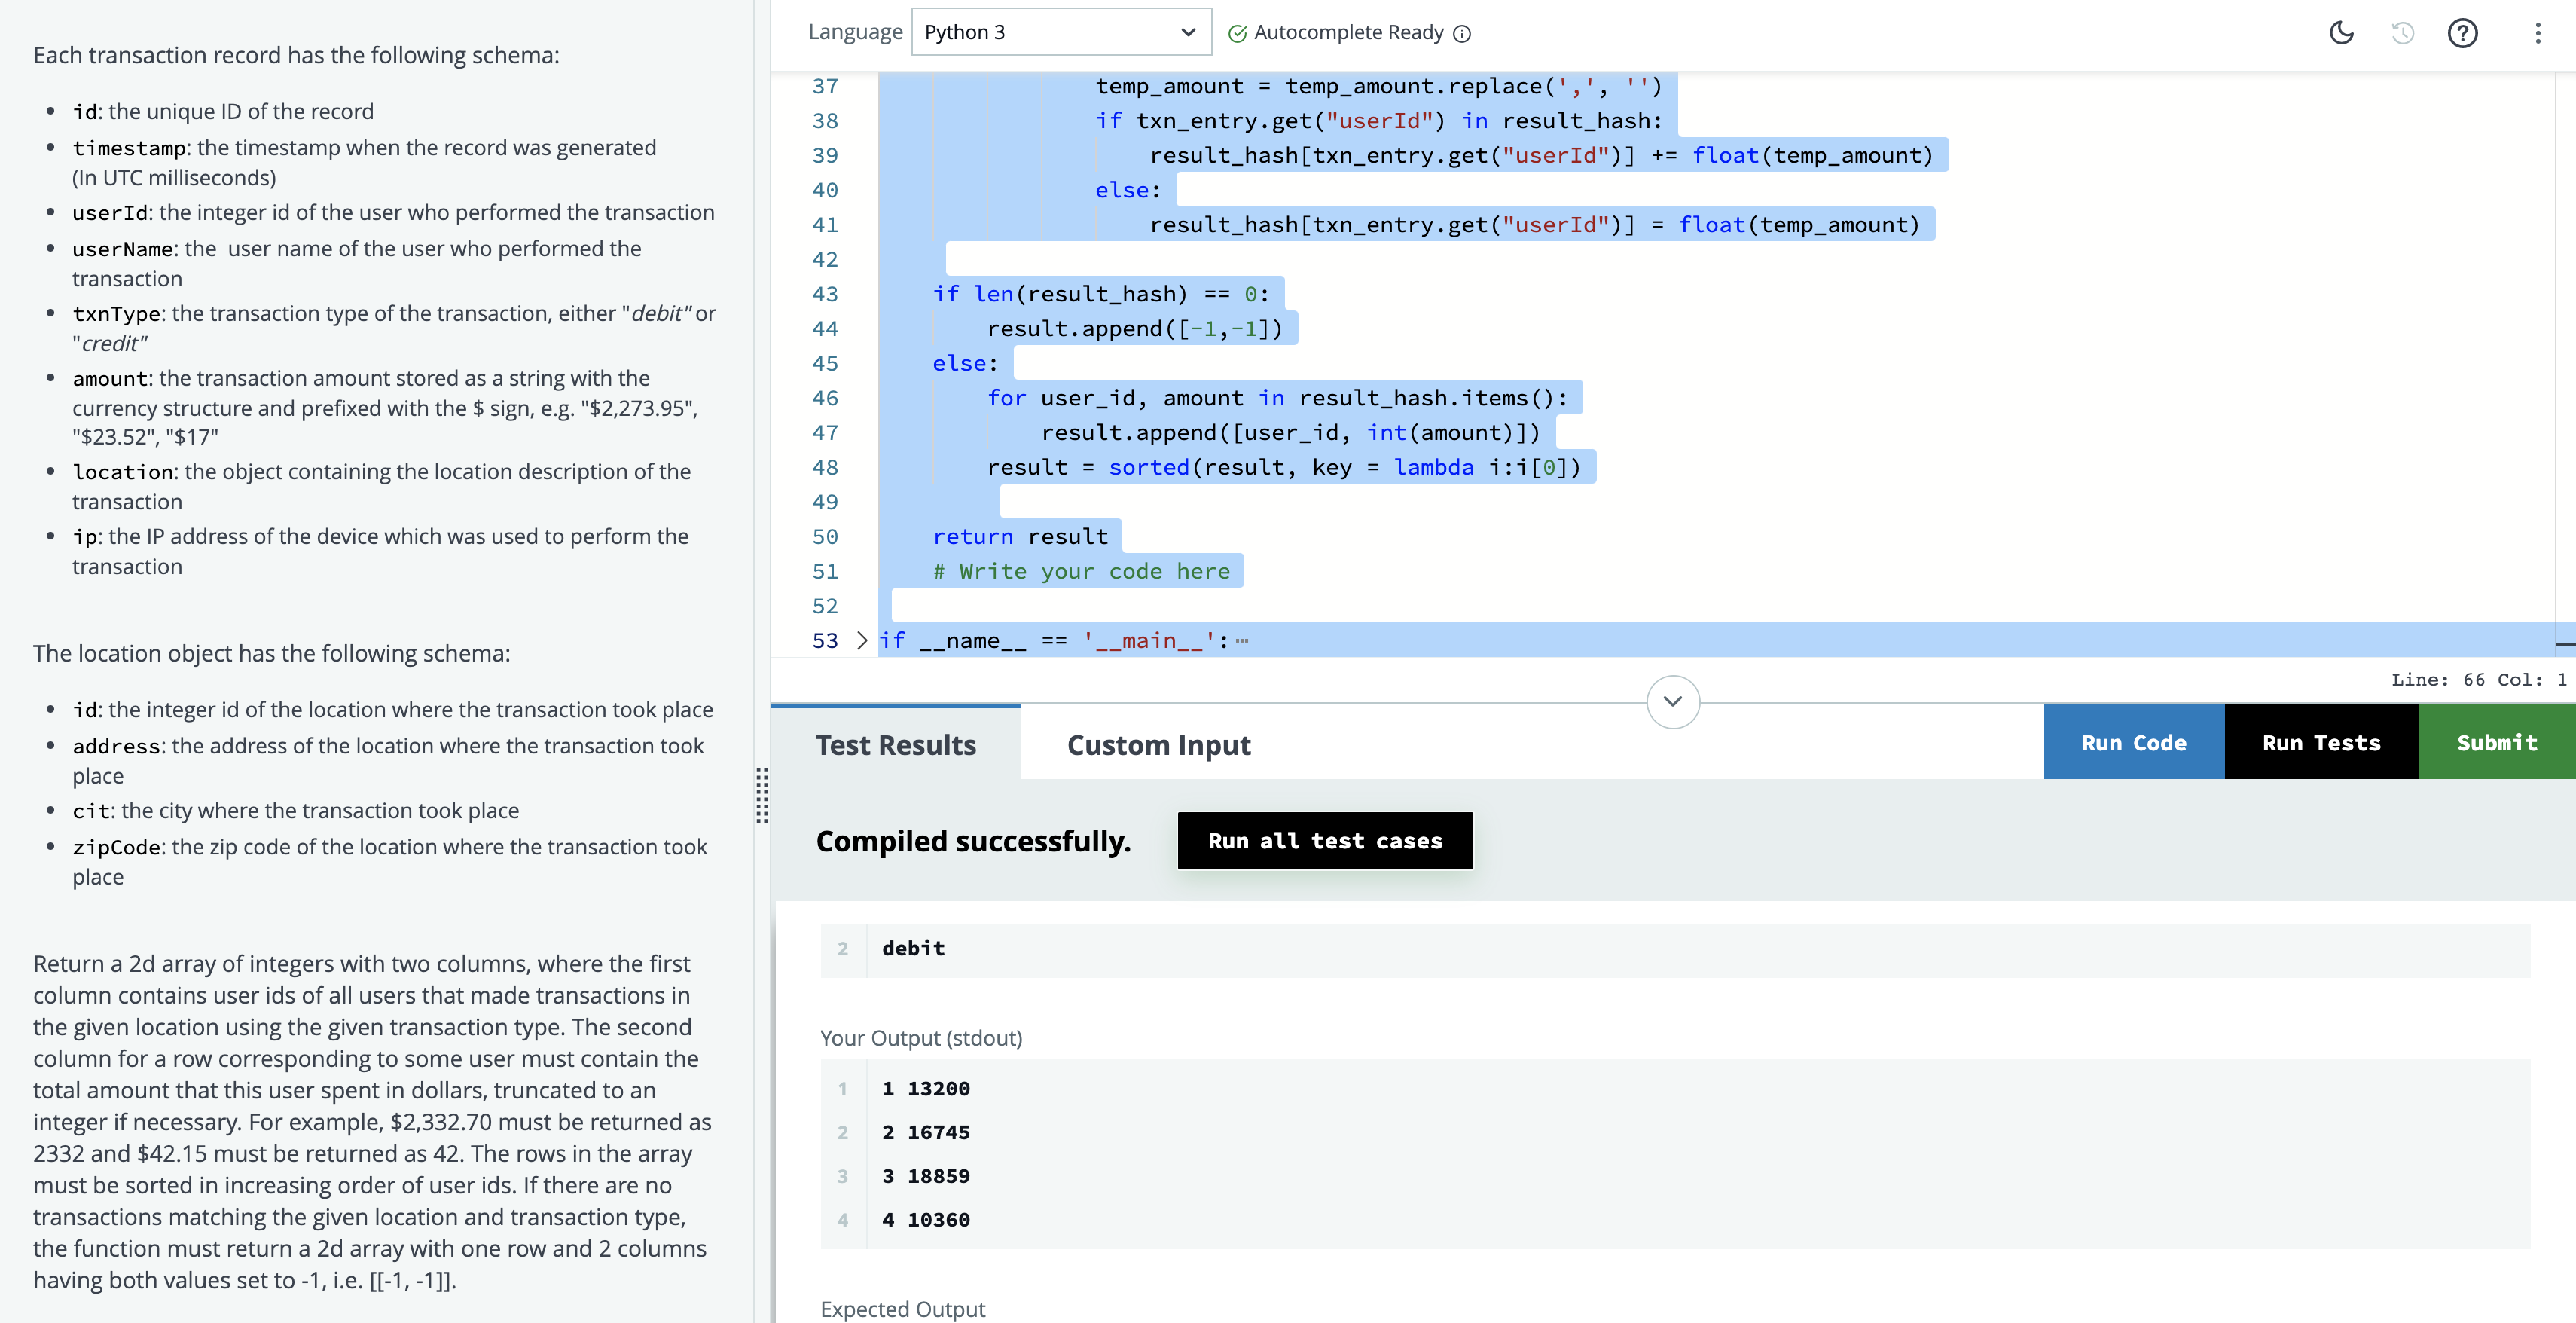 Each transaction record has the following schema:
id: the unique ID of the record
timestamp: the timestamp when the record was generated
(In UTC milliseconds)
userId: the integer id of the user who performed the transaction
userName: the  user name of the user who performed the
transaction
txnType: the transaction type of the transaction, either "debit" or
"credit"
amount: the transaction amount stored as a string with the
currency structure and prefixed with the $ sign, e.g. "$2,273.95",
"$23.52", "$17"
location: the object containing the location description of the
transaction
ip: the IP address of the device which was used to perform the
transaction
The location object has the following schema:
id: the integer id of the location where the transaction took place
address: the address of the location where the transaction took
place
cit: the city where the transaction took place
zipCode: the zip code of the location where the transaction took
place
Return a 2d array of integers with two columns, where the first
column contains user ids of all users that made transactions in
the given location using the given transaction type. The second
column for a row corresponding to some user must contain the
total amount that this user spent in dollars, truncated to an
integer if necessary. For example, $2,332.70 must be returned as
2332 and $42.15 must be returned as 42. The rows in the array
must be sorted in increasing order of user ids. If there are no
transactions matching the given location and transaction type,
the function must return a 2d array with one row and 2 columns
having both values set to -1, i.e. [[-1, -1]].
Language Python 3 Autocomplete Ready
37 temp_amount = temp_amount.replace(',', '')
38 if txn_entry.get("userId") in result_hash:
39 result_hash[txn_entry.get("userId")] += float(temp_amount)
40 else:
41 result_hash[txn_entry.get("userId")] = float(temp_amount)
42
43 if len(result_hash) == 0:
44 result.append([-1,-1])
45 else:
46 for user_id, amount in result_hash.items():
47 result.append([user_id, int(amount)])
48 result = sorted(result, key = lambda i:i[0])
49
50 return result
51 # Write your code here
52
53 if __name__ == '__main__':
Line: 66 Col: 1
Test Results Custom Input Run Code Run Tests Submit
Compiled successfully. Run all test cases
2 debit
Your Output (stdout)
1 1 13200
2 2 16745
3 3 18859
4 4 10360
Expected Output